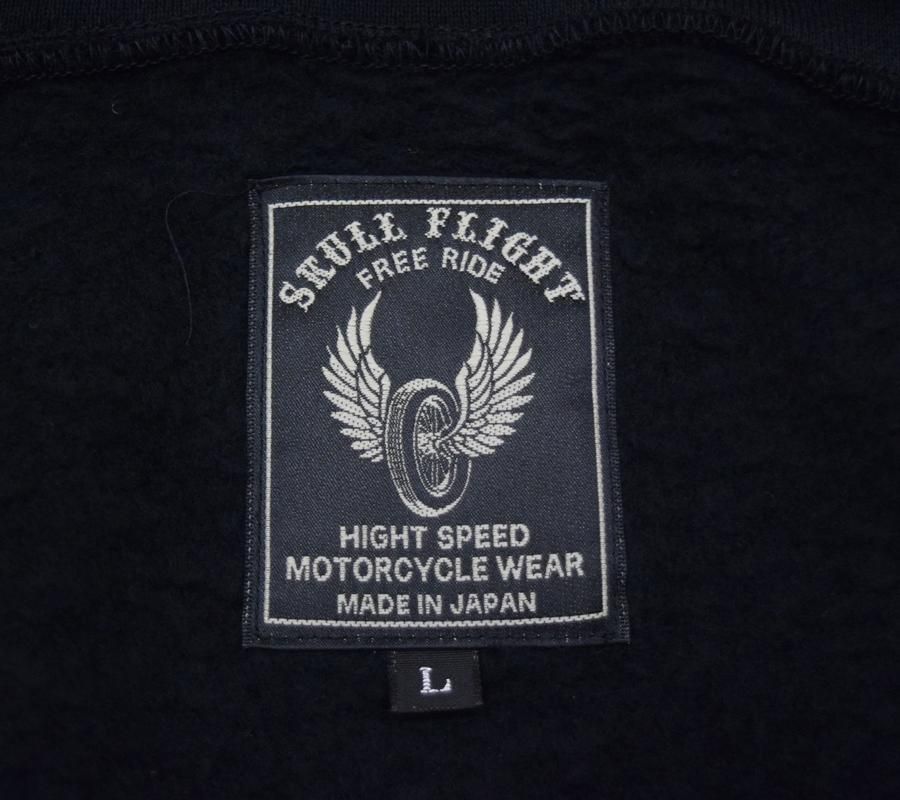 SKULL FLIGHT
FREE RIDE
HIGHT SPEED
MOTORCYCLE WEAR
MADE IN JAPAN
L